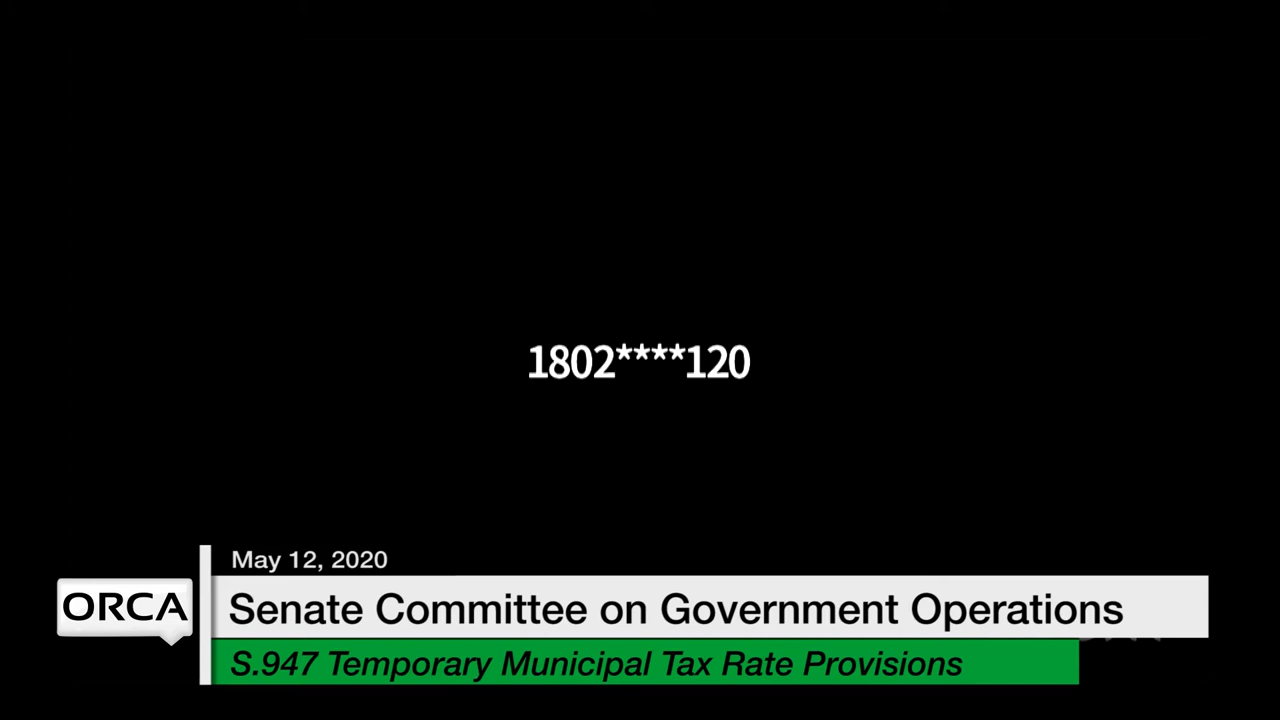 1802****120
May 12, 2020
ORCA
Senate Committee on Government Operations
S.947 Temporary Municipal Tax Rate Provisions